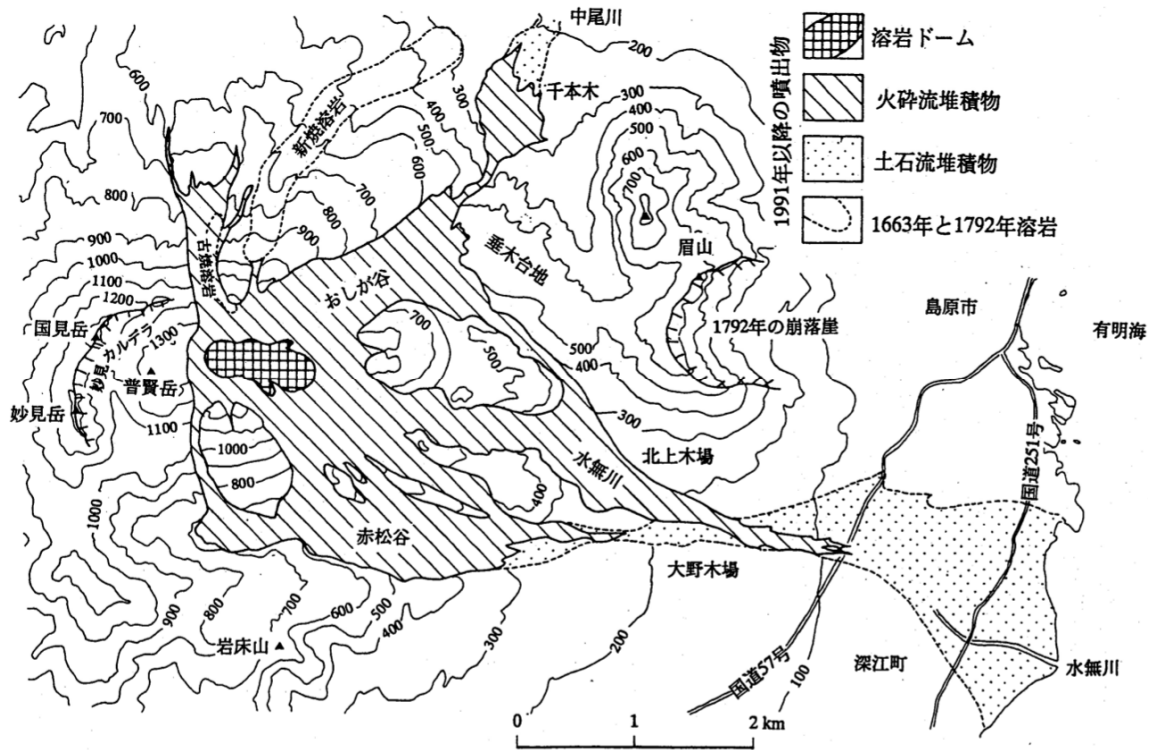 中尾川
200
1991年以降の噴出物
溶岩ドーム
火砕流堆積物
土石流堆積物
1663年と1792年溶岩
600
700
800
900
1000
1100
1200
国見岳
妙見カルデラ
1300
普賢岳
妙見岳
1100
新焼溶岩
古焼溶岩
300
400
500
600
700
800
900
千本木
300
400
500
600
700
垂木台地
眉山
おしが谷
700
500
1792年の崩落崖
500
400
300
島原市
有明海
国道251号
北上木場
水無川
400
1000
800
赤松谷
大野木場
1000
900
800
700
600
500
400
300
200
100
岩床山
国道57号
深江町
水無川
0
1
2 km